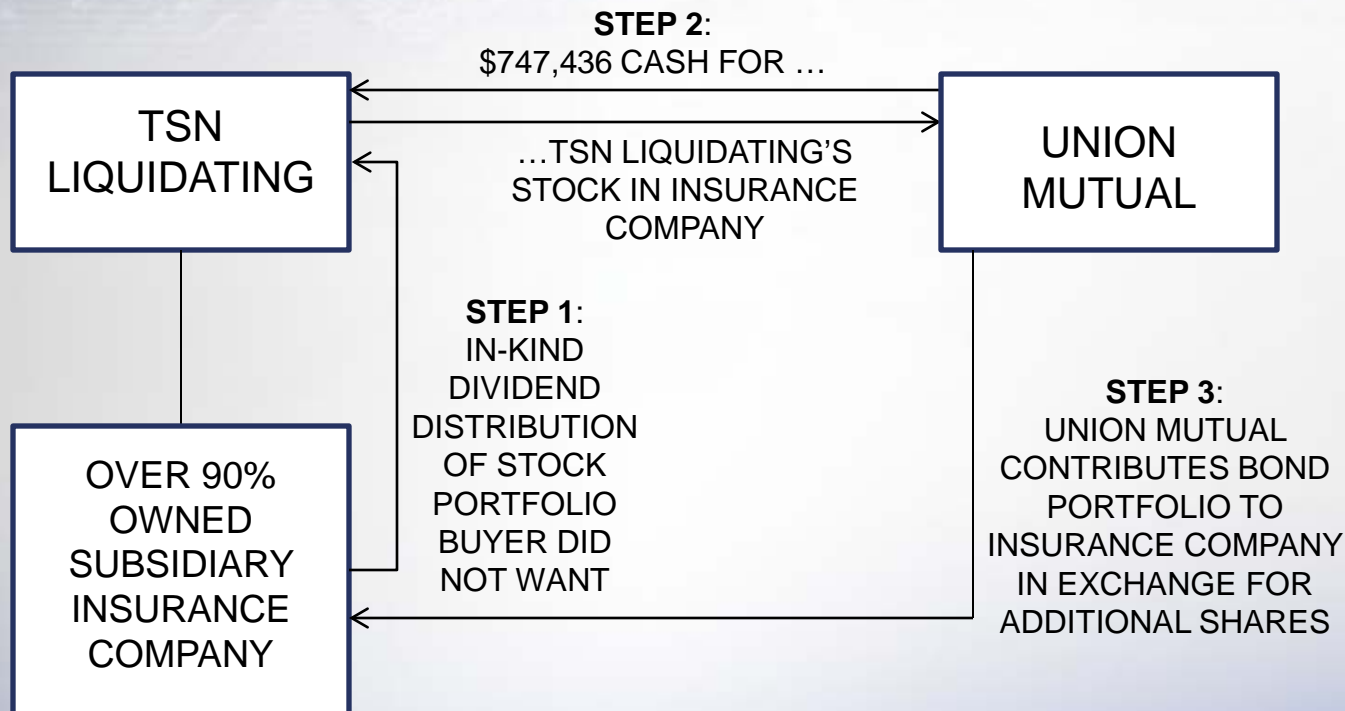 STEP 2:
$747,436 CASH FOR …
TSN
LIQUIDATING
UNION
MUTUAL
…TSN LIQUIDATING’S
STOCK IN INSURANCE
COMPANY
STEP 1:
IN-KIND
DIVIDEND
DISTRIBUTION
OF STOCK
PORTFOLIO
BUYER DID
NOT WANT
STEP 3:
UNION MUTUAL
CONTRIBUTES BOND
PORTFOLIO TO
INSURANCE COMPANY
IN EXCHANGE FOR
ADDITIONAL SHARES
OVER 90%
OWNED
SUBSIDIARY
INSURANCE
COMPANY